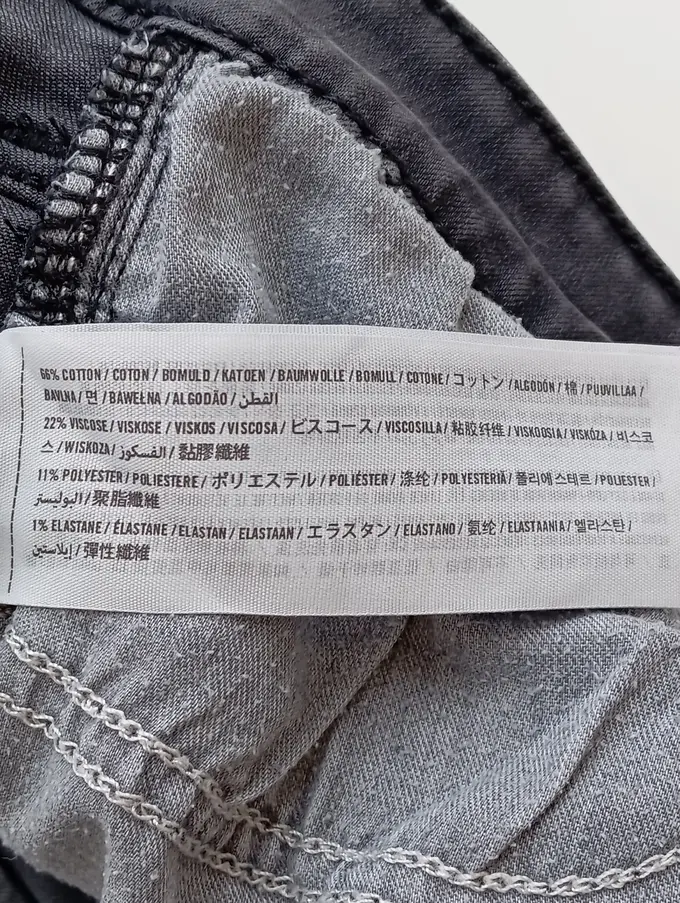 66% COTTON / COTON / BOMULD / KATOEN / BAUMWOLLE / BOMULL / COTONE / コットン / ALGODÓN / 棉 / PUUVILLAA /
BAVLNA / 면 / BAWEŁNA / ALGODÃO / القطن
22% VISCOSE / VISKOSE / VISKOS / VISCOSA / ビスコース / VISCOSILLA / 粘胶纤维 / VISKOOSIA / VISKÓZA / 비스코
스 / WISKOZA / الفسكوز / 黏膠纖維
11% POLYESTER / POLIESTERE / ポリエステル / POLIÉSTER / 涤纶 / POLYESTERIÄ / 폴리에스테르 / POLIESTER /
البوليستر / 聚脂纖維
1% ELASTANE / ÉLASTANE / ELASTAN / ELASTAAN / エラスタン / ELASTANO / 氨纶 / ELASTAANIA / 엘라스탄 /
إيلاستين / 彈性纖維